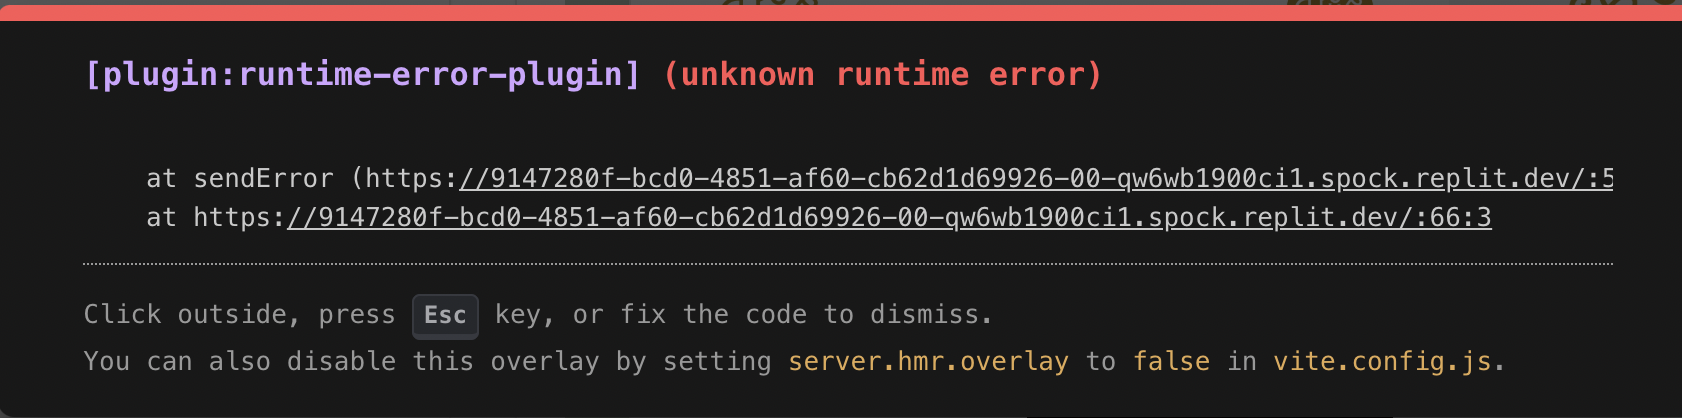 [plugin:runtime-error-plugin] (unknown runtime error)
at sendError (https://9147280f-bcd0-4851-af60-cb62d1d69926-00-qw6wb1900ci1.spock.replit.dev/:5
at https://9147280f-bcd0-4851-af60-cb62d1d69926-00-qw6wb1900ci1.spock.replit.dev/:66:3
Click outside, press Esc key, or fix the code to dismiss.
You can also disable this overlay by setting server.hmr.overlay to false in vite.config.js.